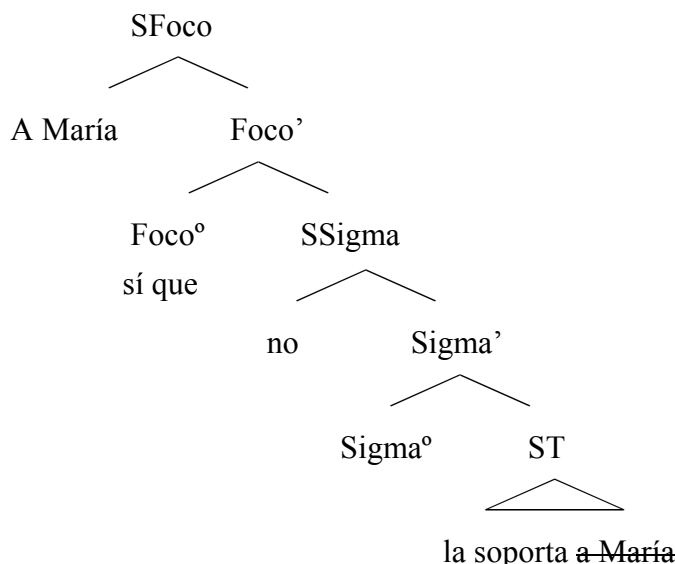 SFoco
A María Foco’
Focoº SSigma
sí que
no Sigma’
Sigmaº ST
la soporta a María